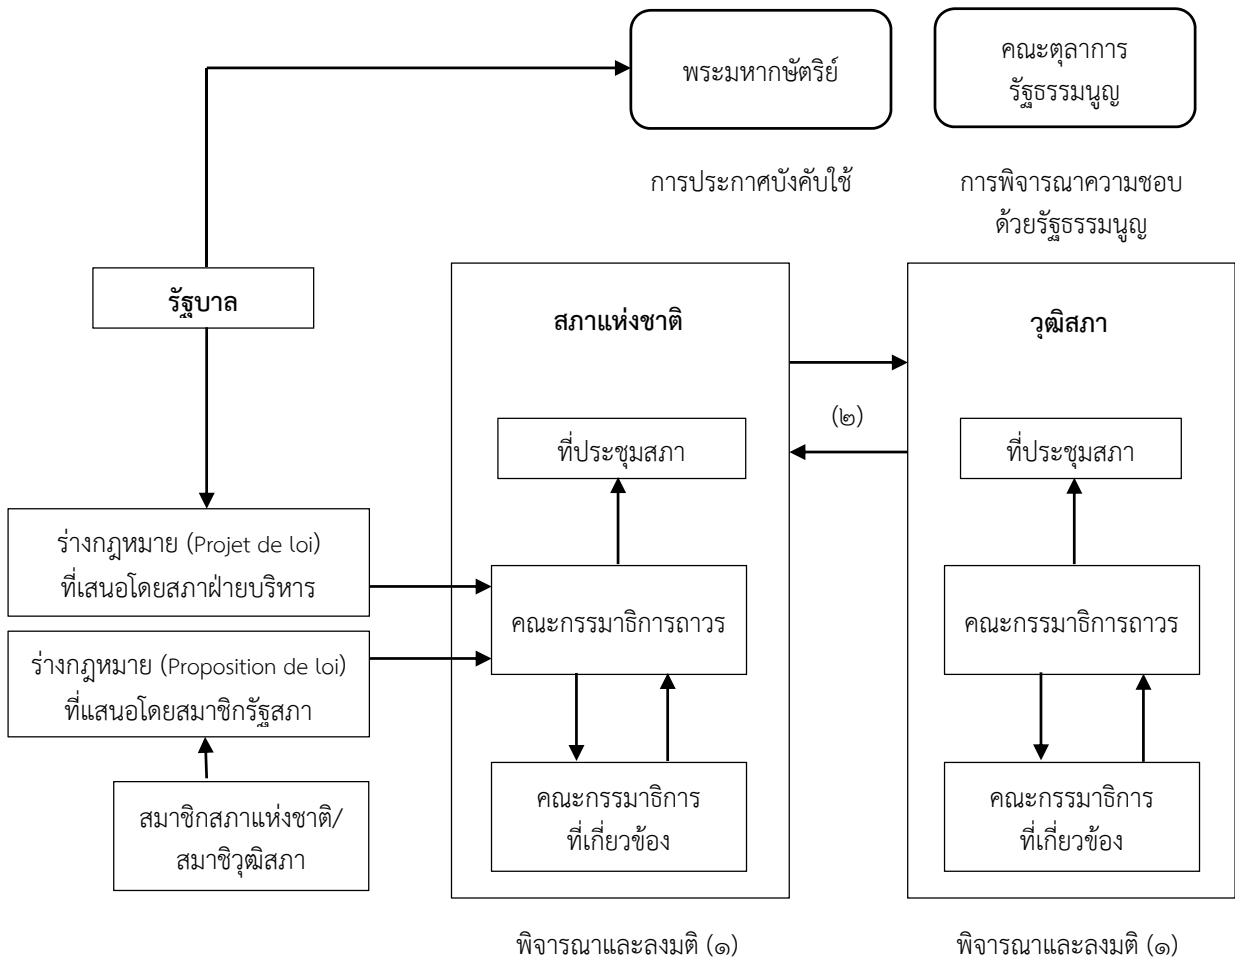 พระมหากษัตริย์
คณะตุลาการ
รัฐธรรมนูญ
การประกาศบังคับใช้
การพิจารณาความชอบ
ด้วยรัฐธรรมนูญ
รัฐบาล
สภาแห่งชาติ
วุฒิสภา
(๒)
ที่ประชุมสภา
ที่ประชุมสภา
ร่างกฎหมาย (Projet de loi)
ที่เสนอโดยสภาฝ่ายบริหาร
คณะกรรมาธิการถาวร
คณะกรรมาธิการถาวร
ร่างกฎหมาย (Proposition de loi)
ที่แสนอโดยสมาชิกรัฐสภา
สมาชิกสภาแห่งชาติ/
สมาชิวุฒิสภา
คณะกรรมาธิการ
ที่เกี่ยวข้อง
คณะกรรมาธิการ
ที่เกี่ยวข้อง
พิจารณาและลงมติ (๑)
พิจารณาและลงมติ (๑)